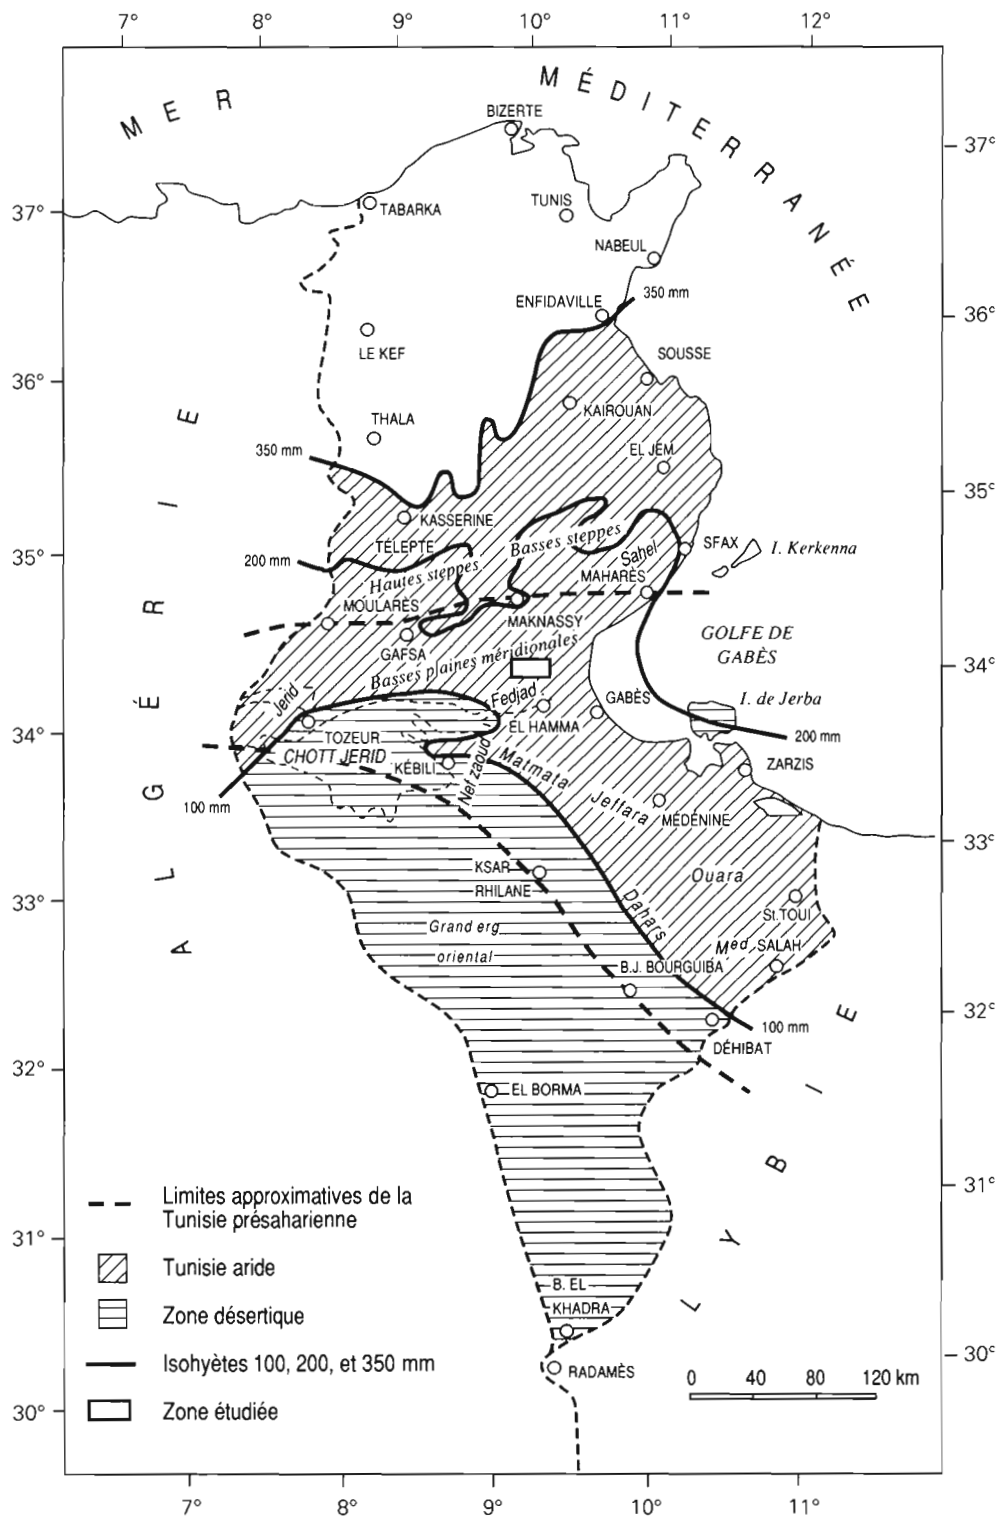 7° 8° 9° 10° 11° 12°
MER MÉDITERRANÉE
BIZERTE
37°
37°
TABARKA
TUNIS
NABEUL
ENFIDAVILLE
350 mm
36°
LE KEF
SOUSSE
36°
THALA
KAIROUAN
350 mm
EL JEM
35°
KASSERINE
35°
TÉLEPTE
Basses steppes
Sahel
SFAX
I. Kerkenna
200 mm
Hautes steppes
MAHARÈS
MOULARÈS
MAKNASSY
GOLFE DE
GABÈS
GAFSA
Basses plaines méridionales
34°
Jerid
Fedjad
GABÈS
I. de Jerba
EL HAMMA
34°
TOZEUR
200 mm
CHOTT JERID
KÉBILI
Nefzaoud
Matmata
ZARZIS
100 mm
Jeffara
MÉDÉNINE
33°
KSAR
RHILANE
Ouara
33°
Dahars
St.TOUI
Grand erg
oriental
Med SALAH
B.J. BOURGUIBA
ALGÉRIE
32°
100 mm
DÉHIBAT
32°
EL BORMA
LYBIE
31°
Limites approximatives de la
Tunisie présaharienne
31°
Tunisie aride
B. EL
KHADRA
Zone désertique
Isohyètes 100, 200, et 350 mm
30°
RADAMÈS
0 40 80 120 km
30°
Zone étudiée
7° 8° 9° 10° 11°